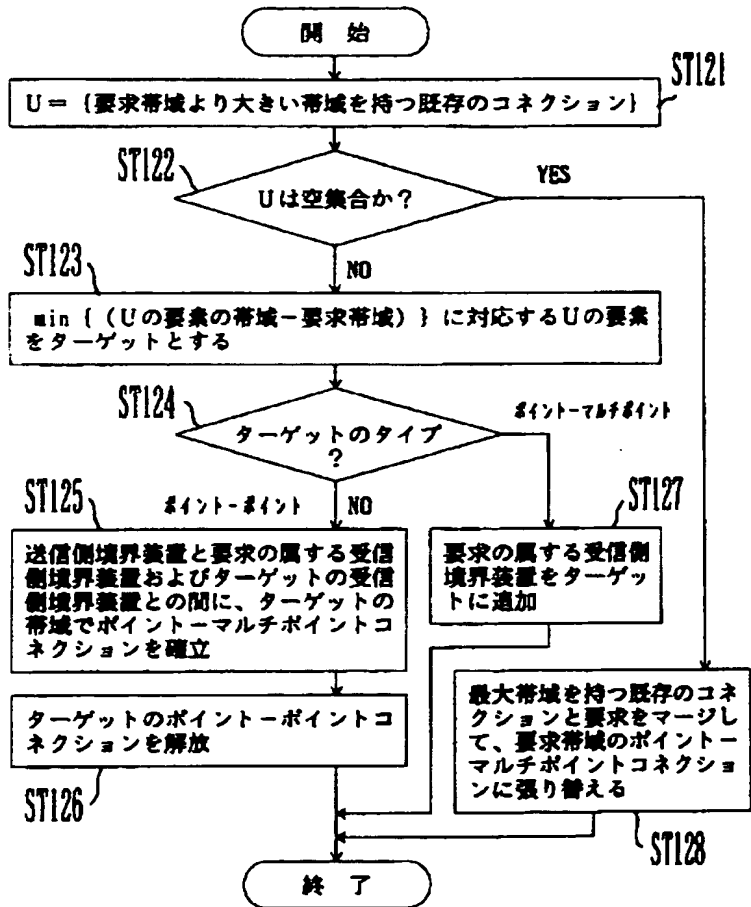 開 始
ST121
U＝{要求帯域より大きい帯域を持つ既存のコネクション}
ST122
Uは空集合か？
YES
NO
ST123
min{(Uの要素の帯域－要求帯域)}に対応するUの要素
をターゲットとする
ST124
ターゲットのタイプ
？
ポイントーマルチポイント
ポイントーポイント
NO
ST125
送信側境界装置と要求の属する受信
側境界装置およびターゲットの受信
側境界装置との間に、ターゲットの
帯域でポイントーマルチポイントコ
ネクションを確立
ST127
要求の属する受信側
境界装置をターゲッ
トに追加
ターゲットのポイントーポイントコ
ネクションを解放
ST126
最大帯域を持つ既存のコネ
クションと要求をマージし
て、要求帯域のポイントー
マルチポイントコネクショ
ンに張り替える
ST128
終 了